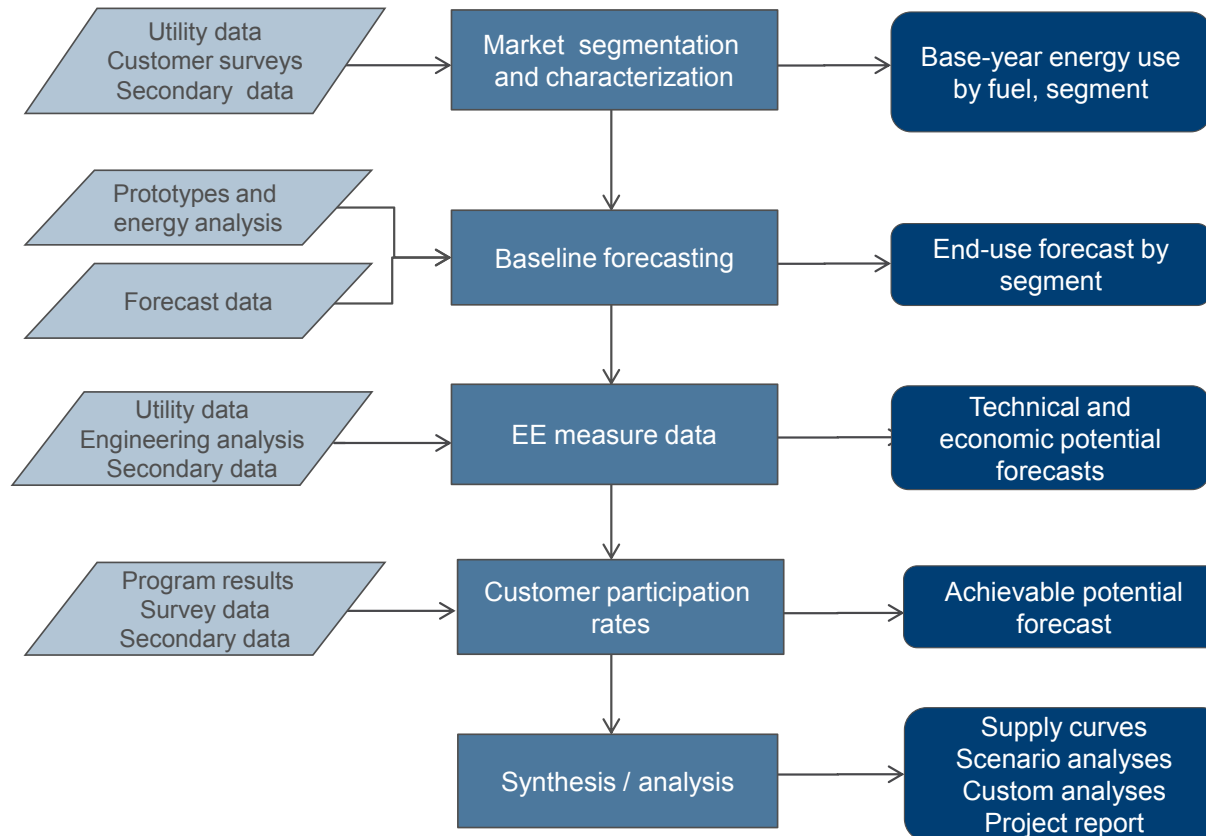 Utility data
Customer surveys
Secondary data
Market segmentation
and characterization
Base-year energy use
by fuel, segment
Prototypes and
energy analysis
Forecast data
Baseline forecasting
End-use forecast by
segment
Utility data
Engineering analysis
Secondary data
EE measure data
Technical and
economic potential
forecasts
Program results
Survey data
Secondary data
Customer participation
rates
Achievable potential
forecast
Synthesis / analysis
Supply curves
Scenario analyses
Custom analyses
Project report